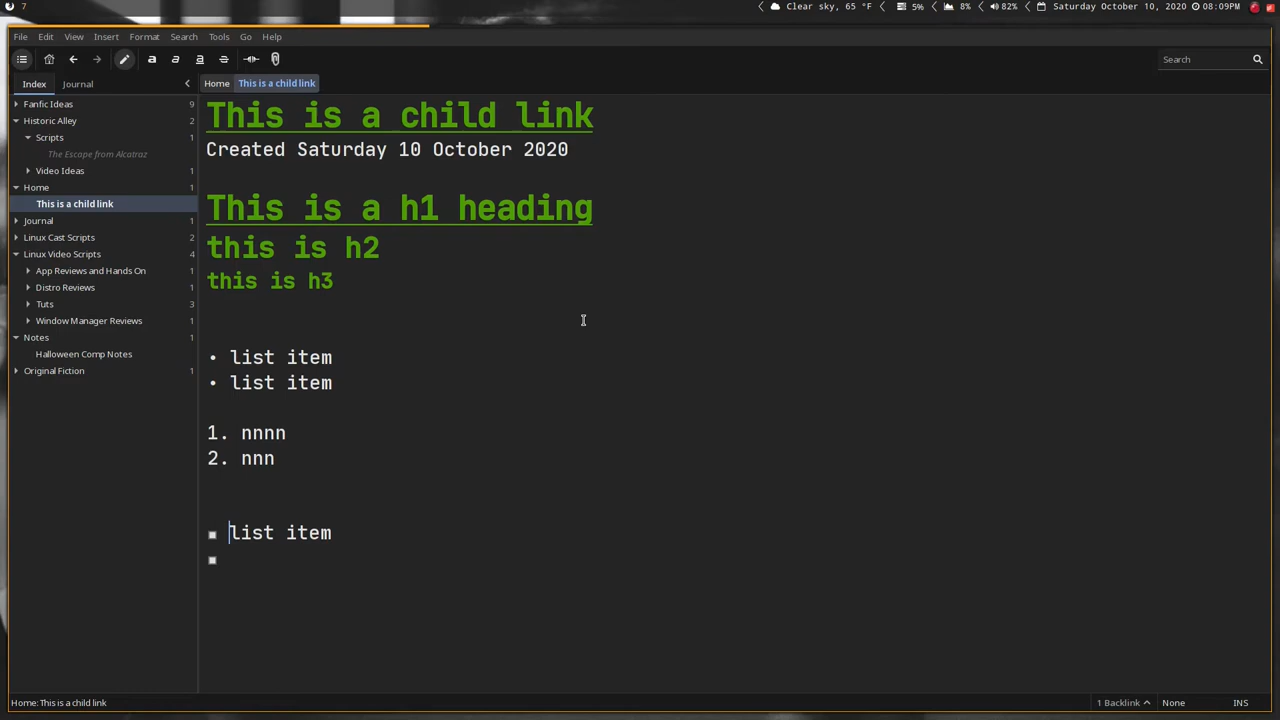 7
Clear sky, 65 °F 5% 8% 82% Saturday October 10, 2020 08:09PM
File Edit View Insert Format Search Tools Go Help
a a a a Search
Index Journal Home This is a child link
Fanfic Ideas 9
Historic Alley 2
Scripts 1
The Escape from Alcatraz
Video Ideas 1
Home 1
This is a child link
Journal 1
Linux Cast Scripts 2
Linux Video Scripts 4
App Reviews and Hands On 1
Distro Reviews 1
Tuts 3
Window Manager Reviews 1
Notes 1
Halloween Comp Notes
Original Fiction 1
This is a child link
Created Saturday 10 October 2020
This is a h1 heading
this is h2
this is h3
• list item
• list item
1. nnnn
2. nnn
list item
Home:This is a child link 1 Backlink None INS